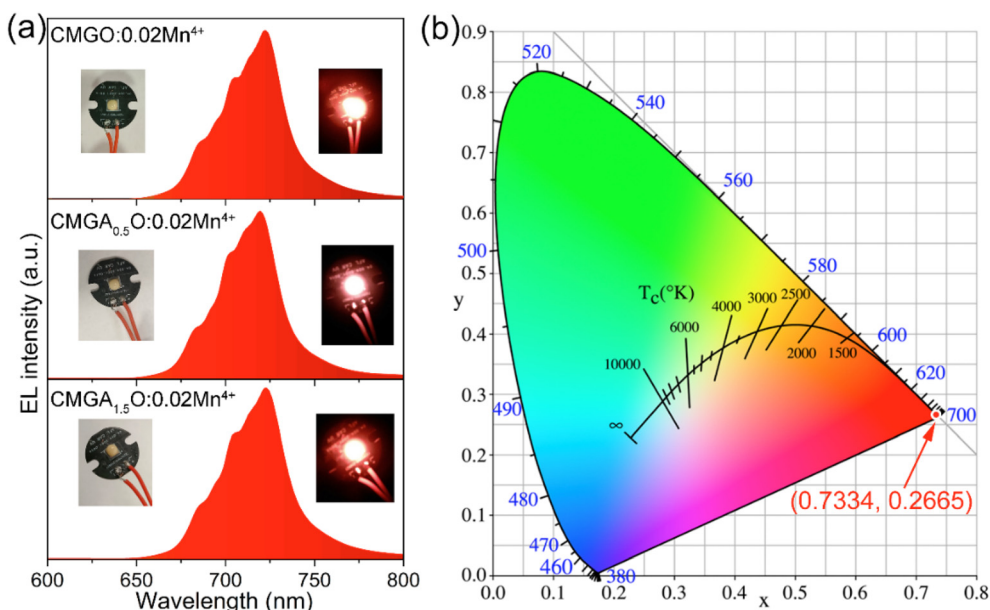 (a)
CMGO:0.02Mn⁴⁺
CMGA₀.₅O:0.02Mn⁴⁺
CMGA₁.₅O:0.02Mn⁴⁺
EL intensity (a.u.)
600 650 700 750 800
Wavelength (nm)
(b)
0.9
0.8
0.7
0.6
0.5
y
0.4
0.3
0.2
0.1
0.0
0.0 0.1 0.2 0.3 0.4 0.5 0.6 0.7 0.8
x
520
540
560
500
580
600
620
490
700
480
470
460
380
Tc(°K)
∞
10000
6000
4000
3000
2500
2000
1500
(0.7334, 0.2665)